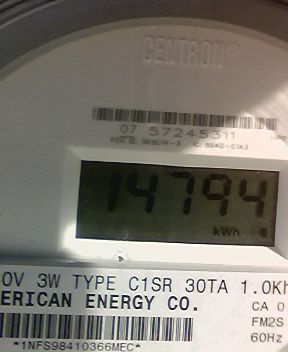 CENTRON®
07 57245311
14794
kWh
0V 3W TYPE C1SR 30TA 1.0Kh
ERICAN ENERGY CO.
CA 0
FM2S
60Hz
*1NFS98410366MEC*